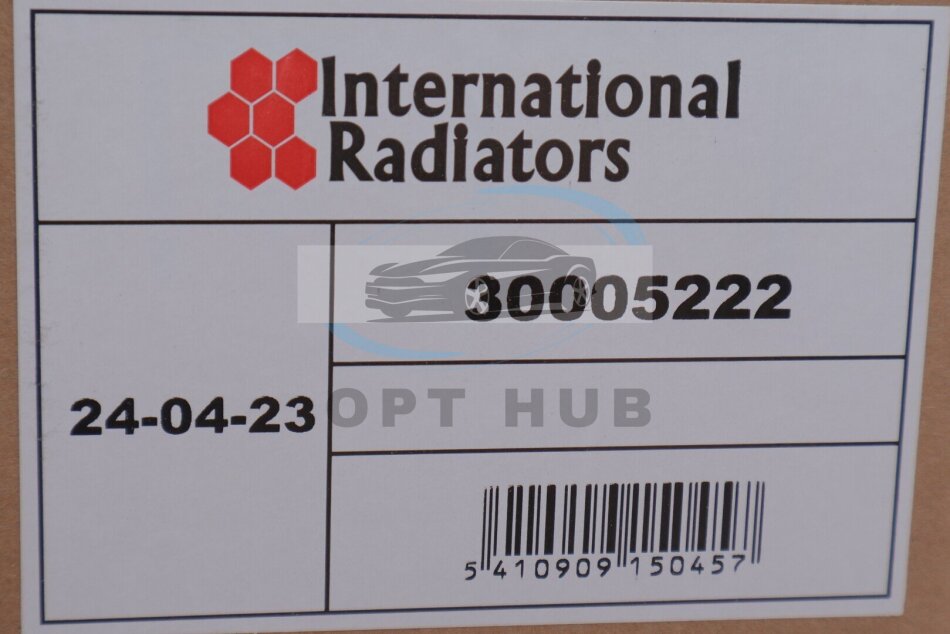 International
Radiators
30005222
24-04-23
OPT HUB
5 410909 150457